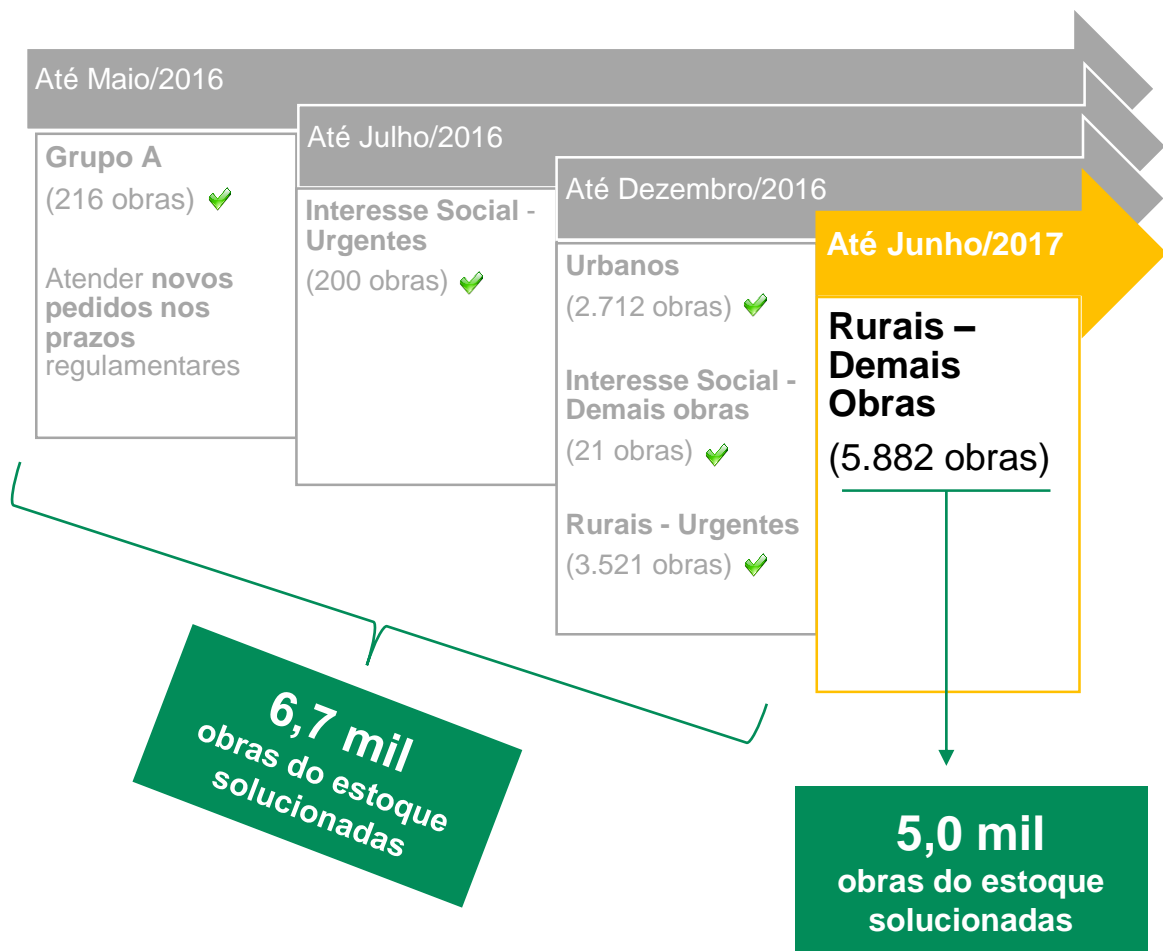 Até Maio/2016
Grupo A
(216 obras)
Atender novos
pedidos nos
prazos
regulamentares
Até Julho/2016
Interesse Social -
Urgentes
(200 obras)
Até Dezembro/2016
Urbanos
(2.712 obras)
Interesse Social -
Demais obras
(21 obras)
Rurais - Urgentes
(3.521 obras)
Até Junho/2017
Rurais –
Demais
Obras
(5.882 obras)
6,7 mil
obras do estoque
solucionadas
5,0 mil
obras do estoque
solucionadas